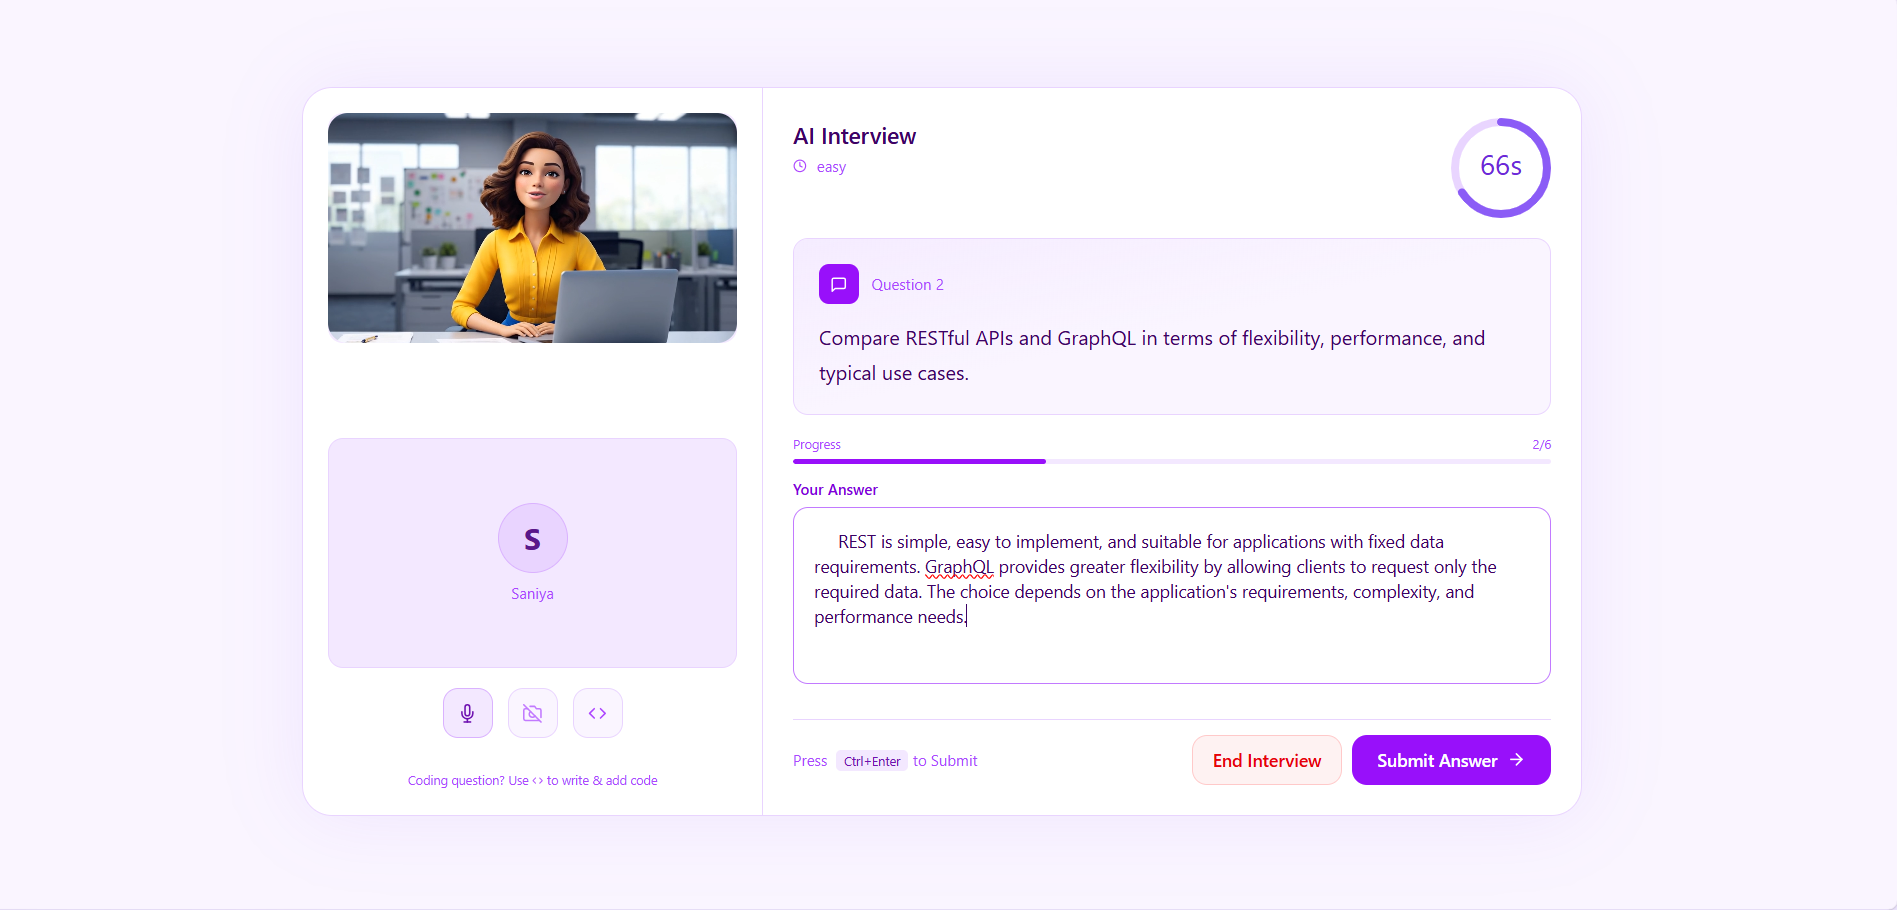 AI Interview
easy
66s
Question 2
Compare RESTful APIs and GraphQL in terms of flexibility, performance, and
typical use cases.
Progress
2/6
Your Answer
REST is simple, easy to implement, and suitable for applications with fixed data
requirements. GraphQL provides greater flexibility by allowing clients to request only the
required data. The choice depends on the application's requirements, complexity, and
performance needs.
S
Saniya
Coding question? Use <> to write & add code
Press Ctrl+Enter to Submit
End Interview
Submit Answer →